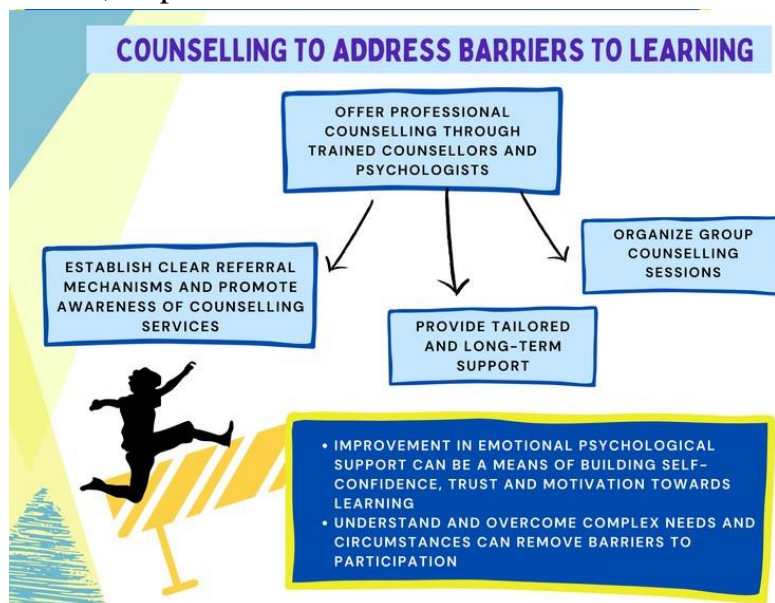 COUNSELLING TO ADDRESS BARRIERS TO LEARNING
OFFER PROFESSIONAL
COUNSELLING THROUGH
TRAINED COUNSELLORS AND
PSYCHOLOGISTS
ESTABLISH CLEAR REFERRAL
MECHANISMS AND PROMOTE
AWARENESS OF COUNSELLING
SERVICES
PROVIDE TAILORED
AND LONG-TERM
SUPPORT
ORGANIZE GROUP
COUNSELLING
SESSIONS
• IMPROVEMENT IN EMOTIONAL PSYCHOLOGICAL
SUPPORT CAN BE A MEANS OF BUILDING SELF-
CONFIDENCE, TRUST AND MOTIVATION TOWARDS
LEARNING
• UNDERSTAND AND OVERCOME COMPLEX NEEDS AND
CIRCUMSTANCES CAN REMOVE BARRIERS TO
PARTICIPATION